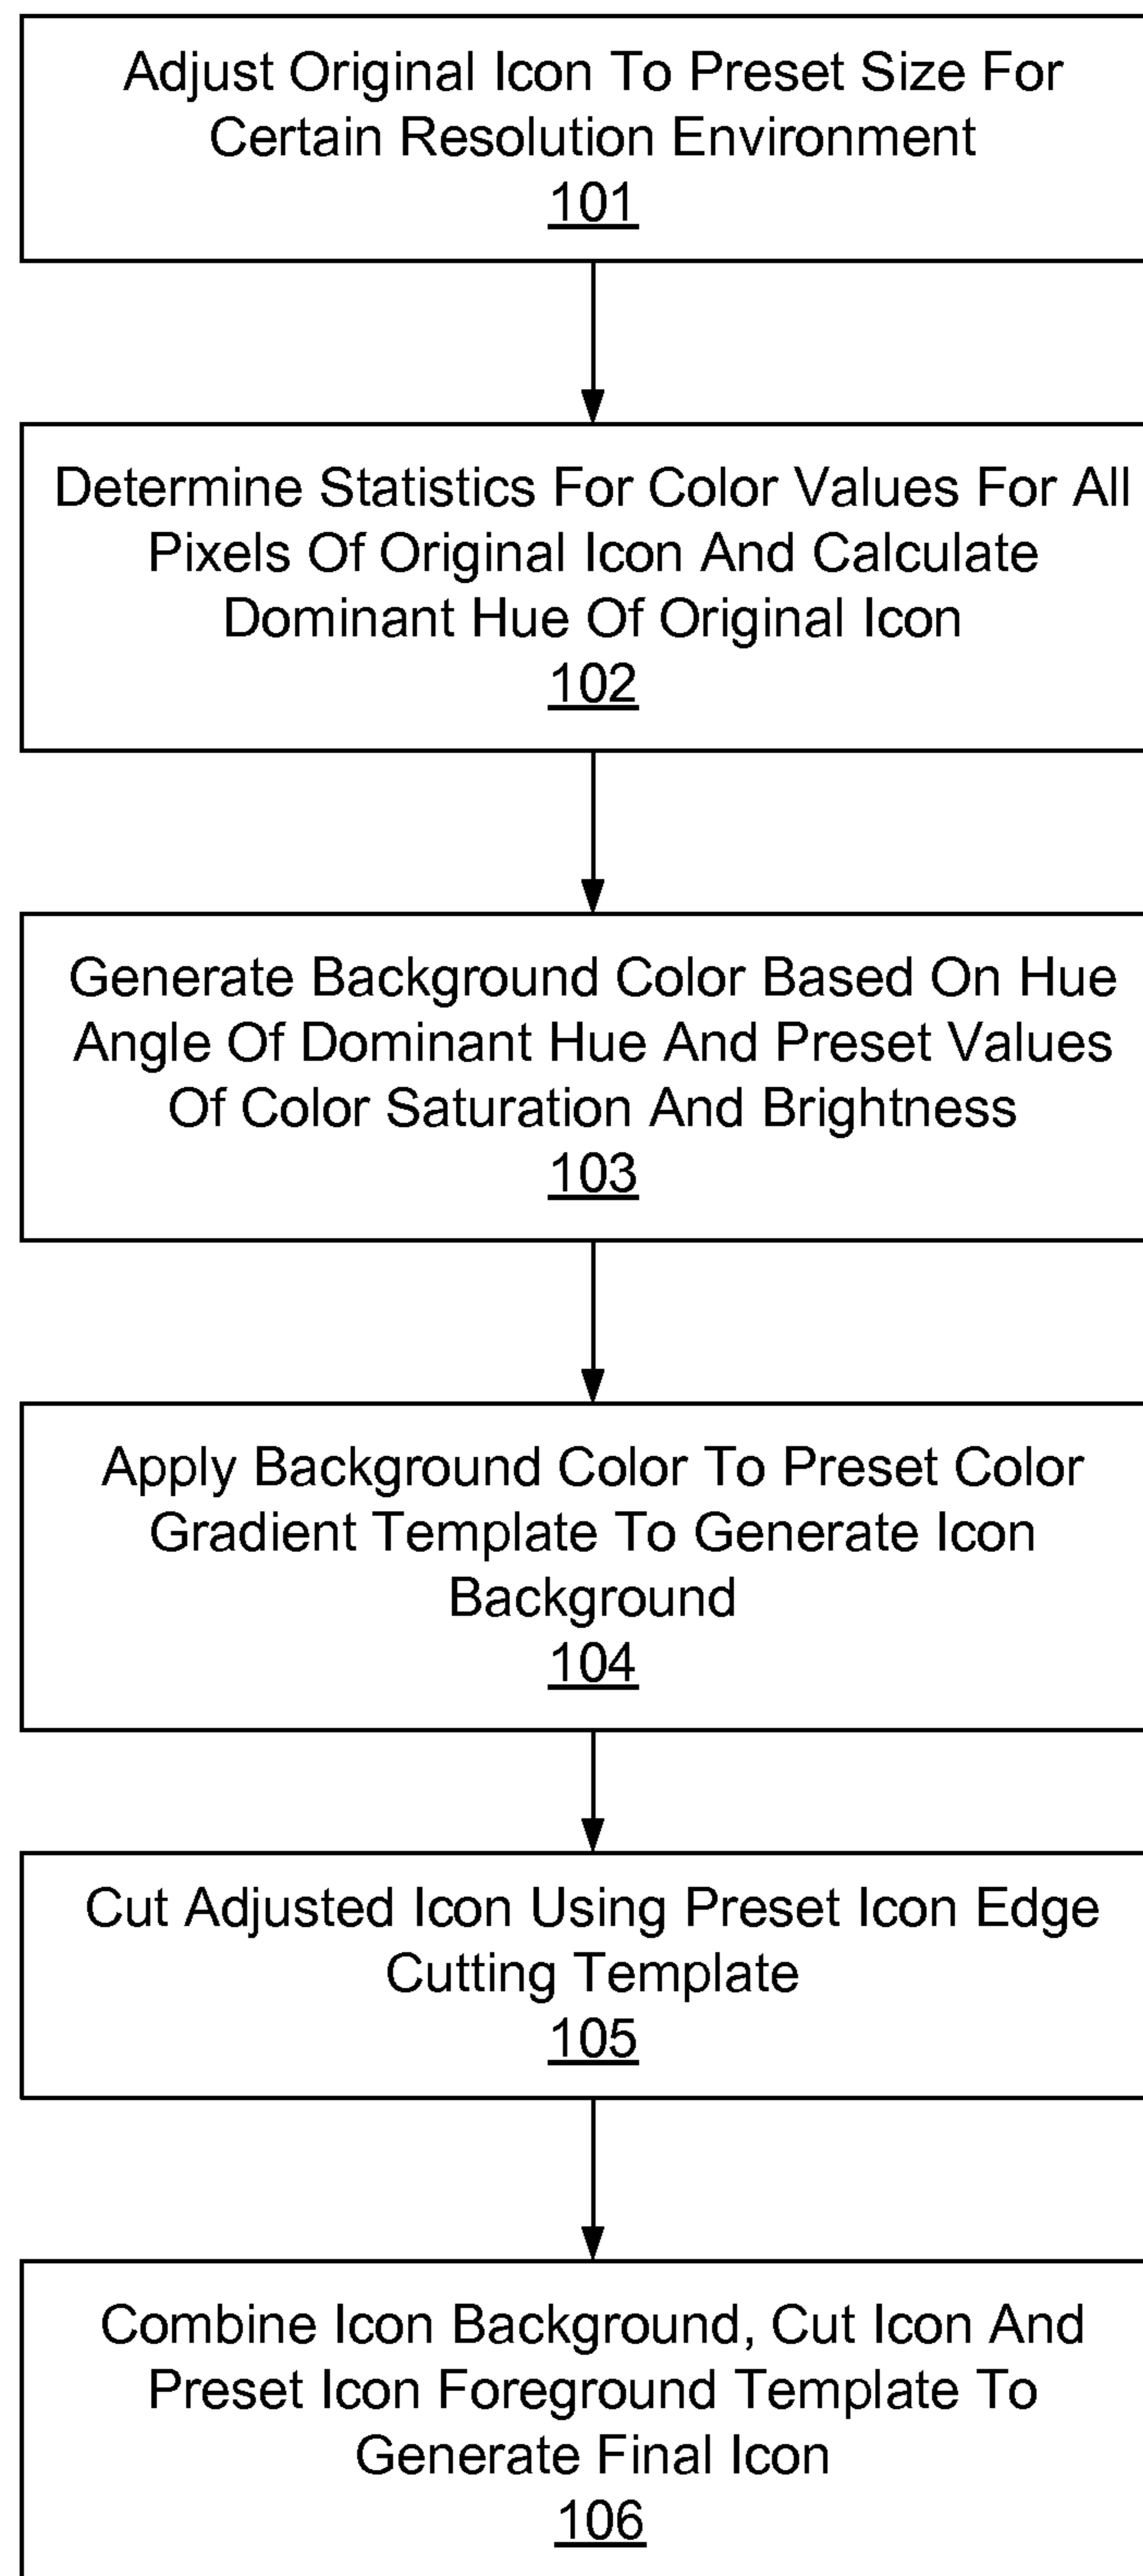 Adjust Original Icon To Preset Size For
Certain Resolution Environment
101
Determine Statistics For Color Values For All
Pixels Of Original Icon And Calculate
Dominant Hue Of Original Icon
102
Generate Background Color Based On Hue
Angle Of Dominant Hue And Preset Values
Of Color Saturation And Brightness
103
Apply Background Color To Preset Color
Gradient Template To Generate Icon
Background
104
Cut Adjusted Icon Using Preset Icon Edge
Cutting Template
105
Combine Icon Background, Cut Icon And
Preset Icon Foreground Template To
Generate Final Icon
106